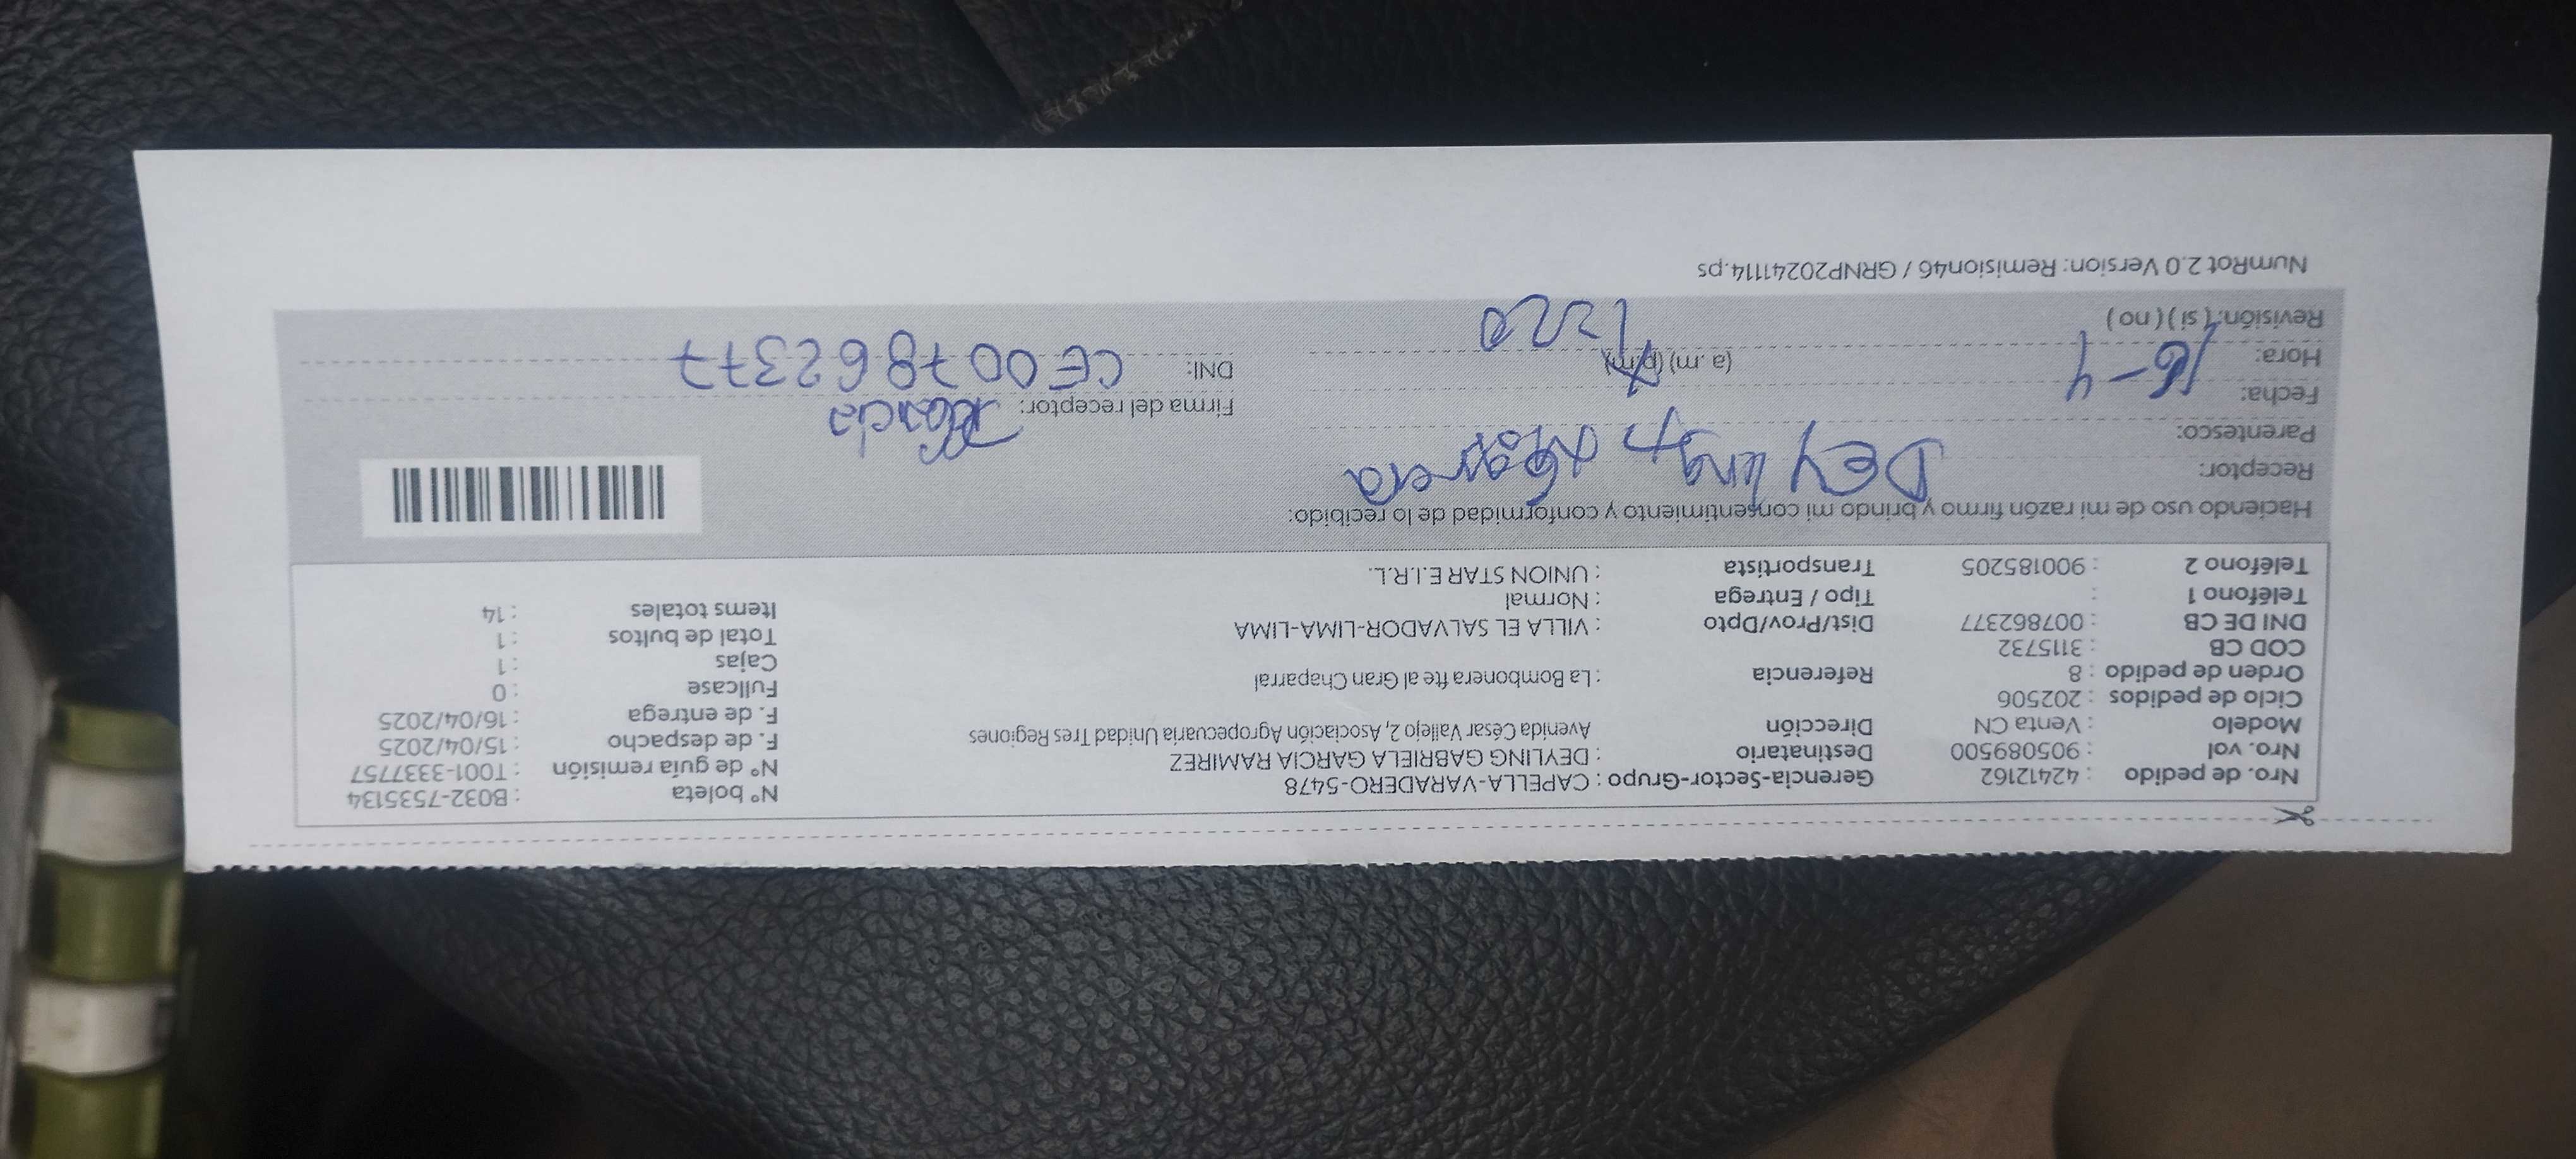 Nro. de pedido : 42412162 Gerencia-Sector-Grupo : CAPELLA-VARADERO-5478 N° boleta : B032-7535134
Nro. vol : 905089500 Destinatario : DEYLING GABRIELA GARCIA RAMIREZ N° de guía remisión : T001-3337757
Modelo : Venta CN Dirección Avenida César Vallejo 2, Asociación Agropecuaria Unidad Tres Regiones F. de despacho : 15/04/2025
Ciclo de pedidos : 202506 F. de entrega : 16/04/2025
Orden de pedido : 8 Referencia : La Bombonera fte al Gran Chaparral Fullcase : 0
COD CB : 3115732 Cajas : 1
DNI DE CB : 007862377 Dist/Prov/Dpto : VILLA EL SALVADOR-LIMA-LIMA Total de bultos : 1
Teléfono 1 : Tipo / Entrega : Normal Items totales : 14
Teléfono 2 : 900185205 Transportista : UNION STAR E.I.R.L.
Haciendo uso de mi razón firmo y brindo mi consentimiento y conformidad de lo recibido:
Receptor: DEYling
Parentesco:
Fecha: 16-4 Firma del receptor: García
Hora: (a.m) (p.m) 1=20 DNI: CE 007862377
Revisión: ( si ) ( no )
NumRot 2.0 Version: Remision46 / GRNP20241114.ps